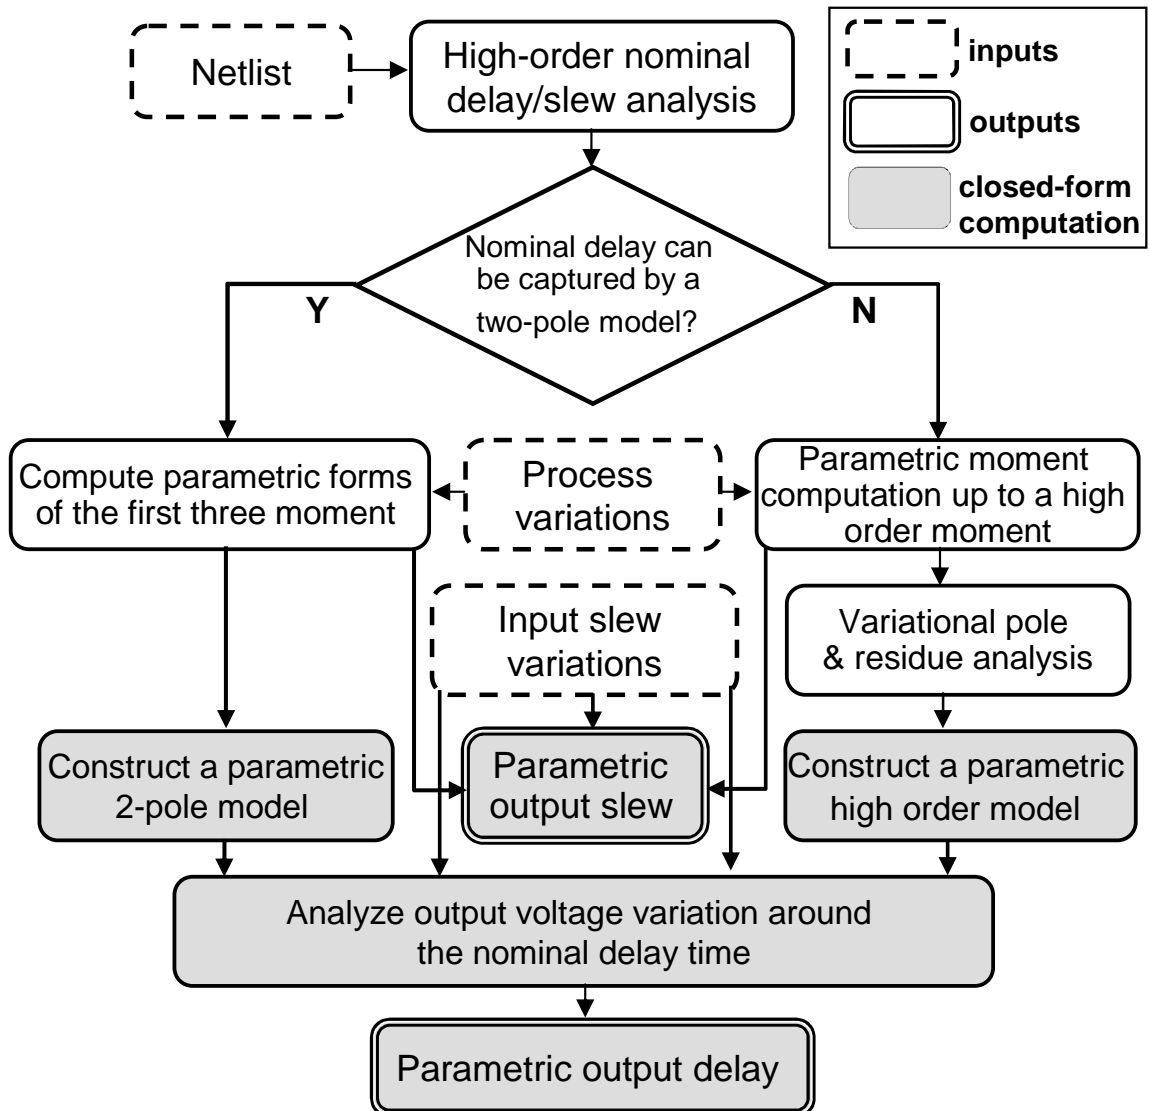 Netlist
High-order nominal
delay/slew analysis
inputs
outputs
closed-form
computation
Nominal delay can
be captured by a
two-pole model?
Y
N
Compute parametric forms
of the first three moment
Process
variations
Parametric moment
computation up to a high
order moment
Input slew
variations
Variational pole
& residue analysis
Construct a parametric
2-pole model
Parametric
output slew
Construct a parametric
high order model
Analyze output voltage variation around
the nominal delay time
Parametric output delay